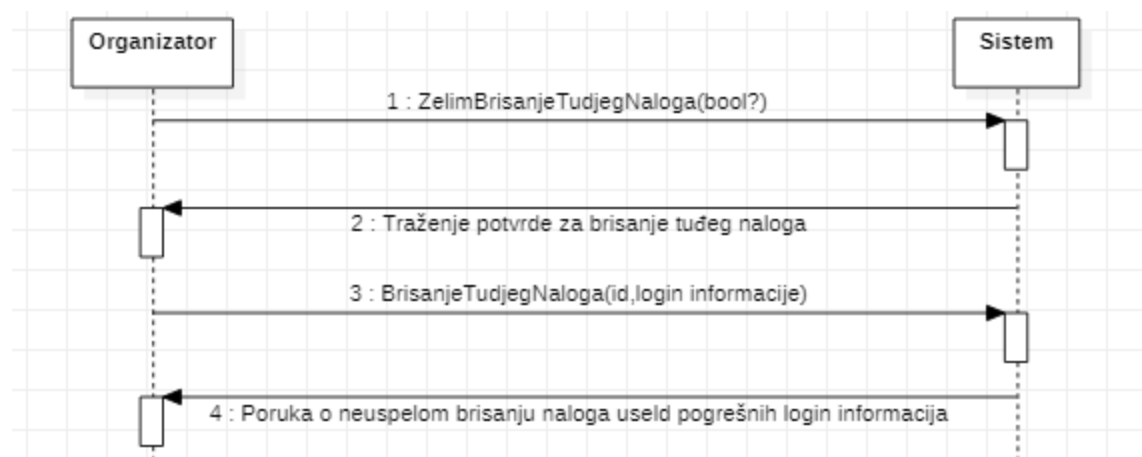 Organizator
Sistem
1 : ZelimBrisanjeTudjegNaloga(bool?)
2 : Traženje potvrde za brisanje tuđeg naloga
3 : BrisanjeTudjegNaloga(id,login informacije)
4 : Poruka o neuspelom brisanju naloga useld pogrešnih login informacija